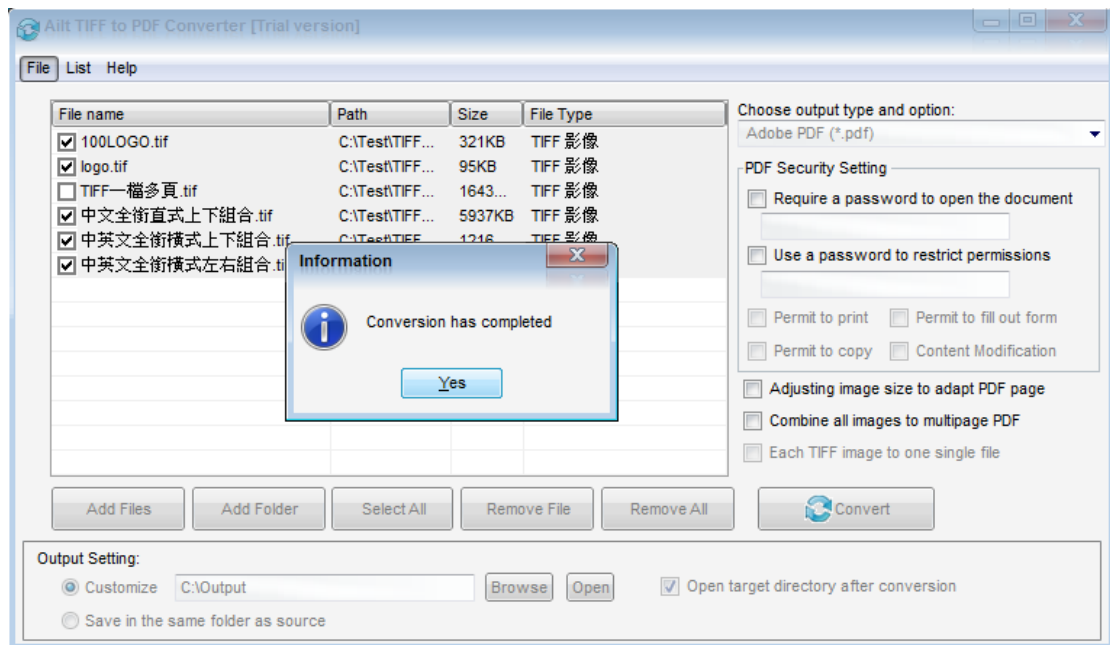 Ailt TIFF to PDF Converter [Trial version]
File List Help
File name Path Size File Type
100LOGO.tif C:\Test\TIFF... 321KB TIFF 影像
logo.tif C:\Test\TIFF... 95KB TIFF 影像
TIFF一檔多頁.tif C:\Test\TIFF... 1643... TIFF 影像
中文全銜直式上下組合.tif C:\Test\TIFF... 5937KB TIFF 影像
中英文全銜橫式上下組合.tif C:\Test\TIFF 1216 TIFF 影像
中英文全銜橫式左右組合.ti
Information
Conversion has completed
Yes
Choose output type and option:
Adobe PDF (*.pdf)
PDF Security Setting
Require a password to open the document
Use a password to restrict permissions
Permit to print Permit to fill out form
Permit to copy Content Modification
Adjusting image size to adapt PDF page
Combine all images to multipage PDF
Each TIFF image to one single file
Add Files Add Folder Select All Remove File Remove All Convert
Output Setting:
Customize C:\Output Browse Open Open target directory after conversion
Save in the same folder as source